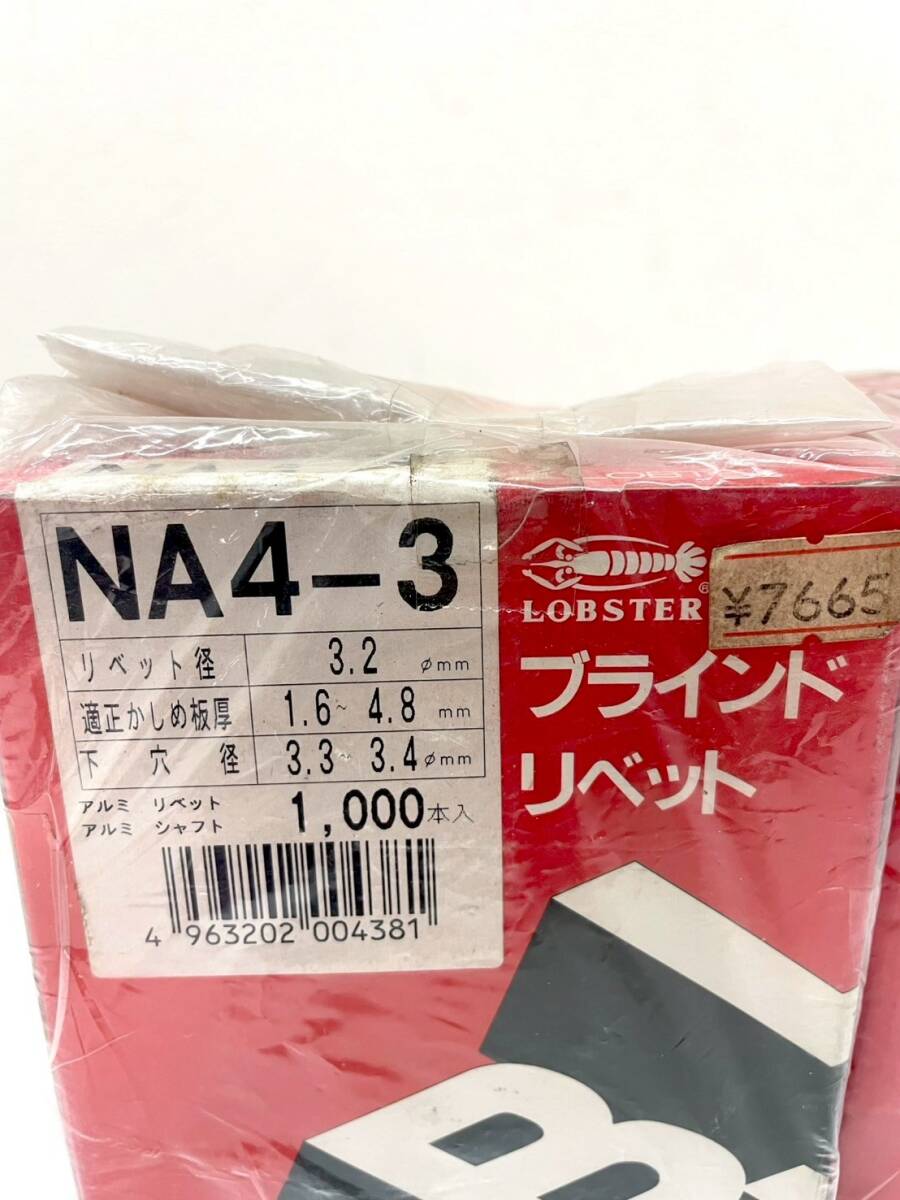 NA4-3
リベット径 3.2 φmm
適正かしめ板厚 1.6~4.8 mm
下穴径 3.3~3.4 φmm
アルミ リベット
アルミ シャフト
1,000本入
4 963202 004381
LOBSTER®
¥7665
ブラインド
リベット
B